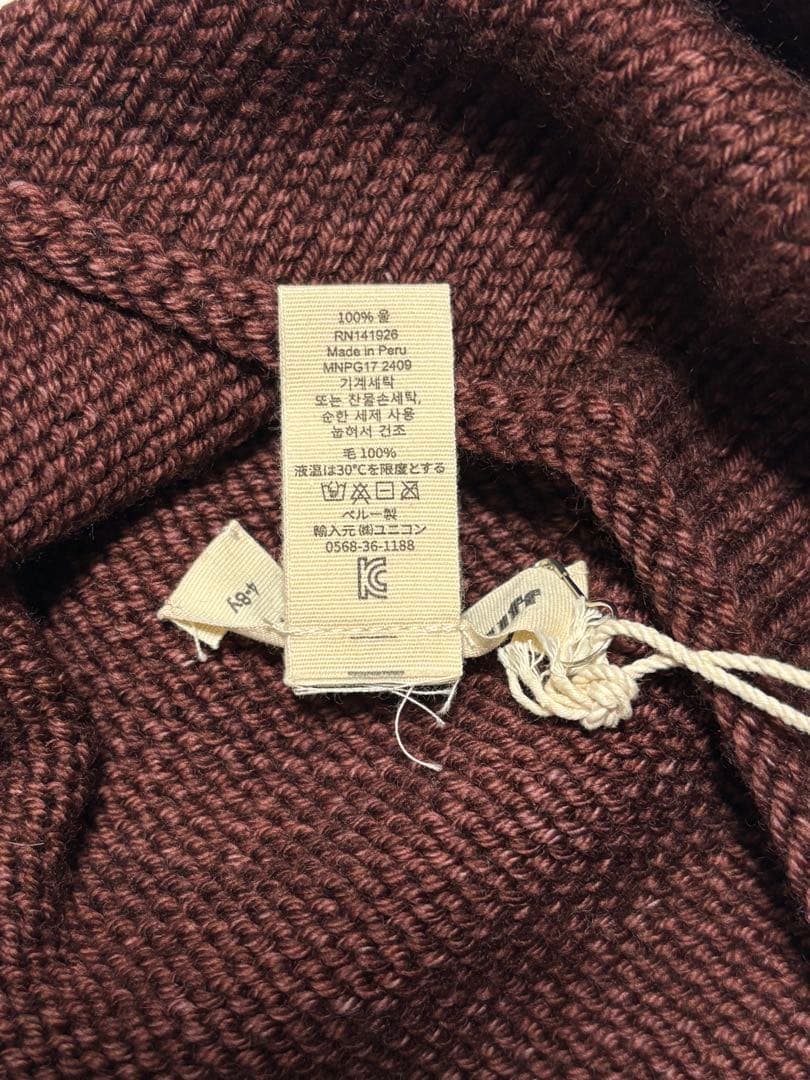 100% 울
RN141926
Made in Peru
MNPG17 2409
기계세탁
또는 찬물손세탁,
순한 세제 사용
눕혀서 건조
毛 100%
液温は30℃を限度とする
ペルー製
輸入元 ㈱ユニコン
0568-36-1188
4-8Y